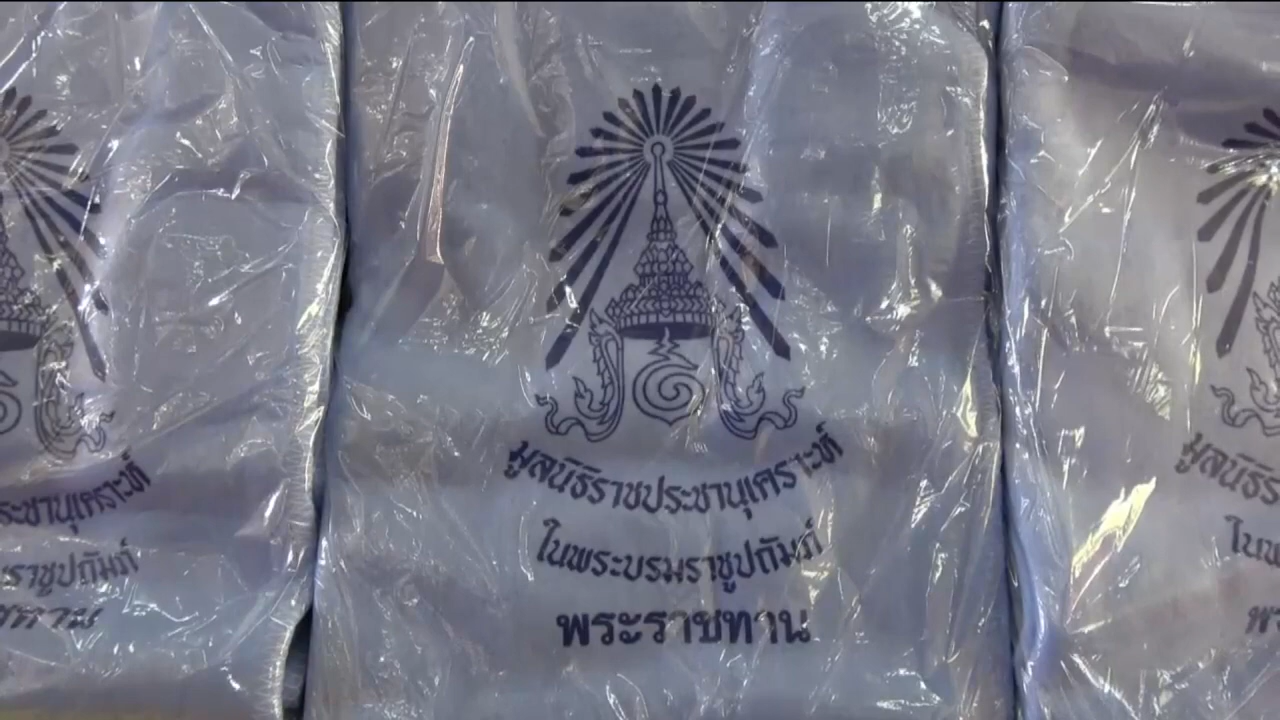 มูลนิธิราชประชานุเคราะห์
ในพระบรมราชูปถัมภ์
พระราชทาน